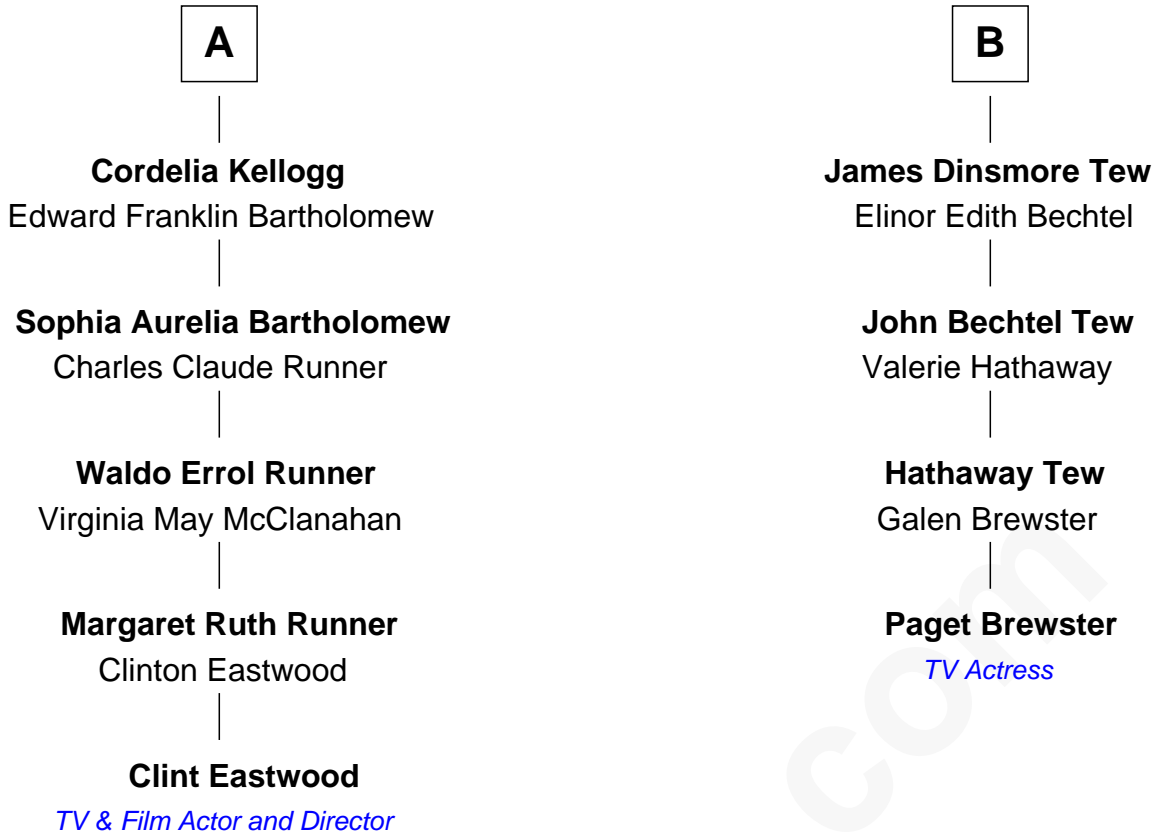 A
Cordelia Kellogg
Edward Franklin Bartholomew
Sophia Aurelia Bartholomew
Charles Claude Runner
Waldo Errol Runner
Virginia May McClanahan
Margaret Ruth Runner
Clinton Eastwood
Clint Eastwood
TV & Film Actor and Director
B
James Dinsmore Tew
Elinor Edith Bechtel
John Bechtel Tew
Valerie Hathaway
Hathaway Tew
Galen Brewster
Paget Brewster
TV Actress
com